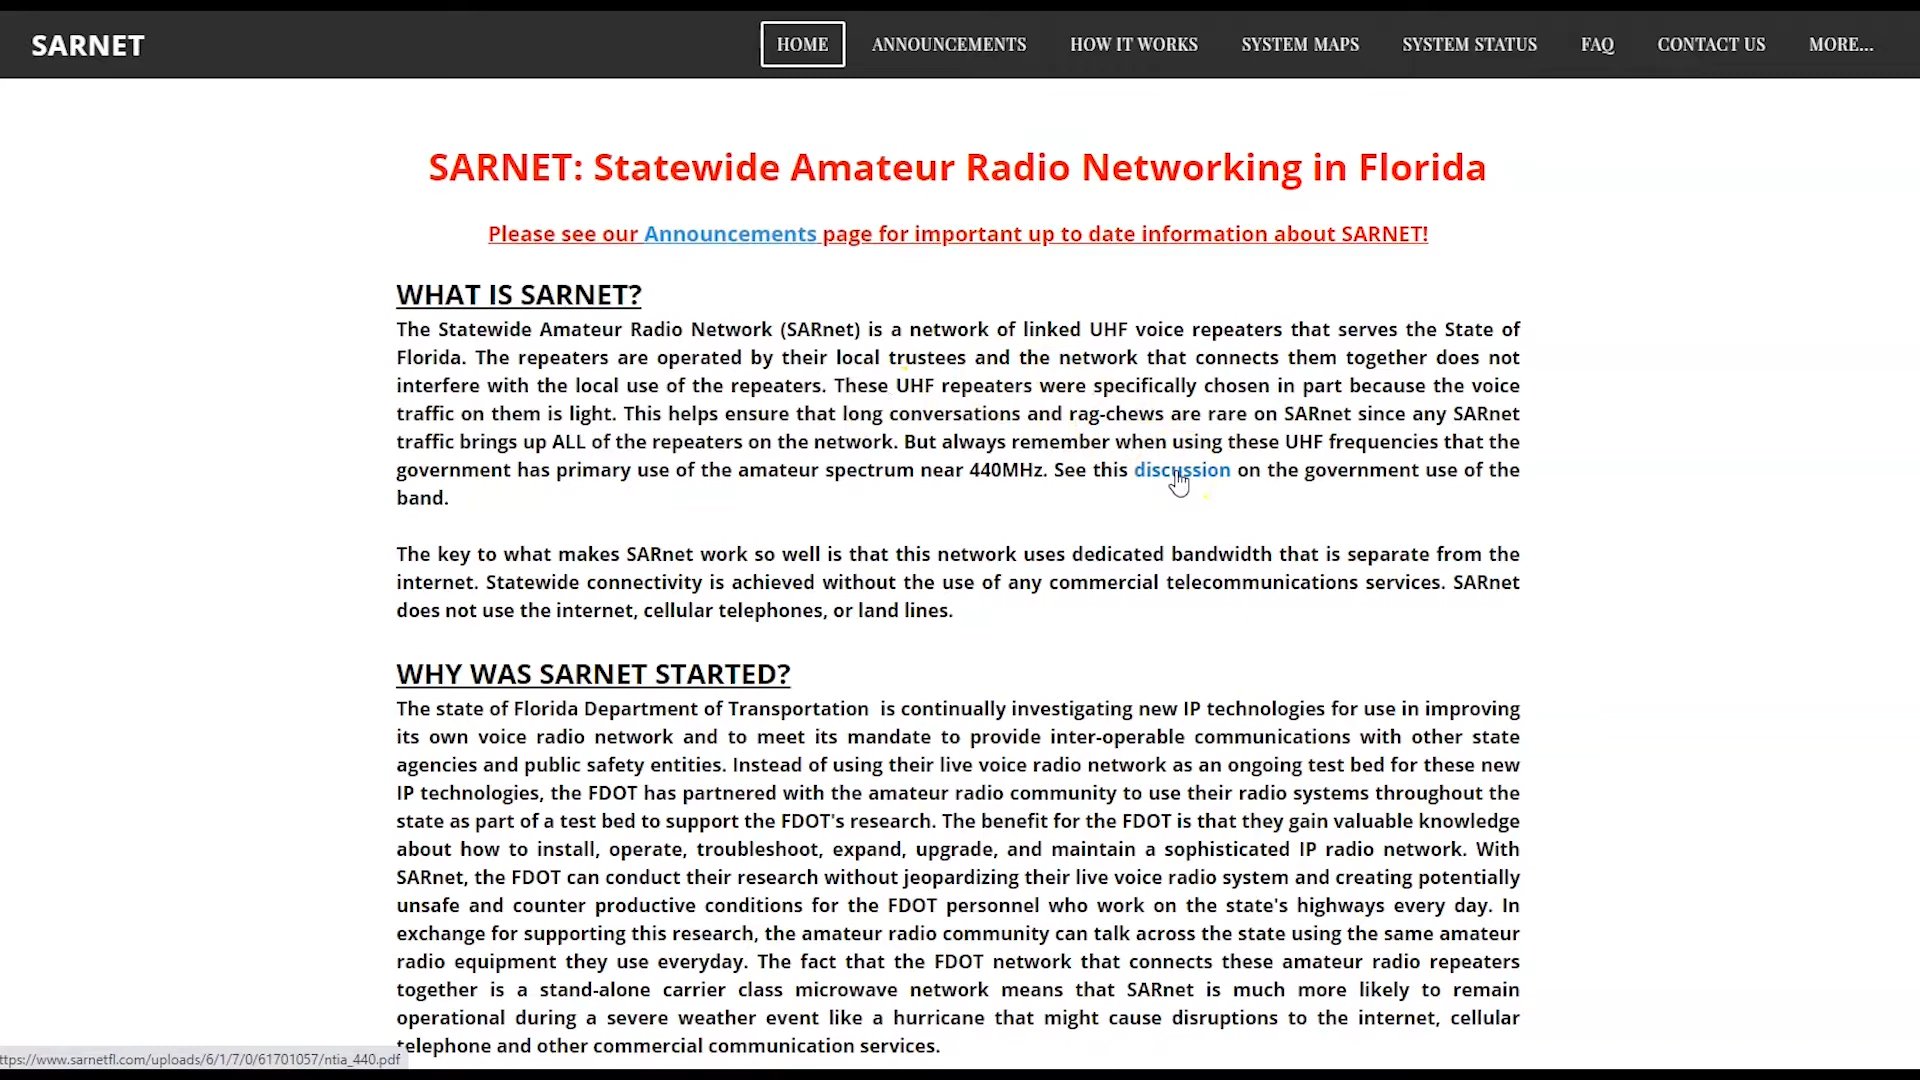 SARNET
HOME ANNOUNCEMENTS HOW IT WORKS SYSTEM MAPS SYSTEM STATUS FAQ CONTACT US MORE...
SARNET: Statewide Amateur Radio Networking in Florida
Please see our Announcements page for important up to date information about SARNET!
WHAT IS SARNET?
The Statewide Amateur Radio Network (SARnet) is a network of linked UHF voice repeaters that serves the State of
Florida. The repeaters are operated by their local trustees and the network that connects them together does not
interfere with the local use of the repeaters. These UHF repeaters were specifically chosen in part because the voice
traffic on them is light. This helps ensure that long conversations and rag-chews are rare on SARnet since any SARnet
traffic brings up ALL of the repeaters on the network. But always remember when using these UHF frequencies that the
government has primary use of the amateur spectrum near 440MHz. See this discussion on the government use of the
band.
The key to what makes SARnet work so well is that this network uses dedicated bandwidth that is separate from the
internet. Statewide connectivity is achieved without the use of any commercial telecommunications services. SARnet
does not use the internet, cellular telephones, or land lines.
WHY WAS SARNET STARTED?
The state of Florida Department of Transportation is continually investigating new IP technologies for use in improving
its own voice radio network and to meet its mandate to provide inter-operable communications with other state
agencies and public safety entities. Instead of using their live voice radio network as an ongoing test bed for these new
IP technologies, the FDOT has partnered with the amateur radio community to use their radio systems throughout the
state as part of a test bed to support the FDOT's research. The benefit for the FDOT is that they gain valuable knowledge
about how to install, operate, troubleshoot, expand, upgrade, and maintain a sophisticated IP radio network. With
SARnet, the FDOT can conduct their research without jeopardizing their live voice radio system and creating potentially
unsafe and counter productive conditions for the FDOT personnel who work on the state's highways every day. In
exchange for supporting this research, the amateur radio community can talk across the state using the same amateur
radio equipment they use everyday. The fact that the FDOT network that connects these amateur radio repeaters
together is a stand-alone carrier class microwave network means that SARnet is much more likely to remain
operational during a severe weather event like a hurricane that might cause disruptions to the internet, cellular
telephone and other commercial communication services.
ttps://www.sarnetfl.com/uploads/6/1/7/0/61701057/ntia_440.pdf